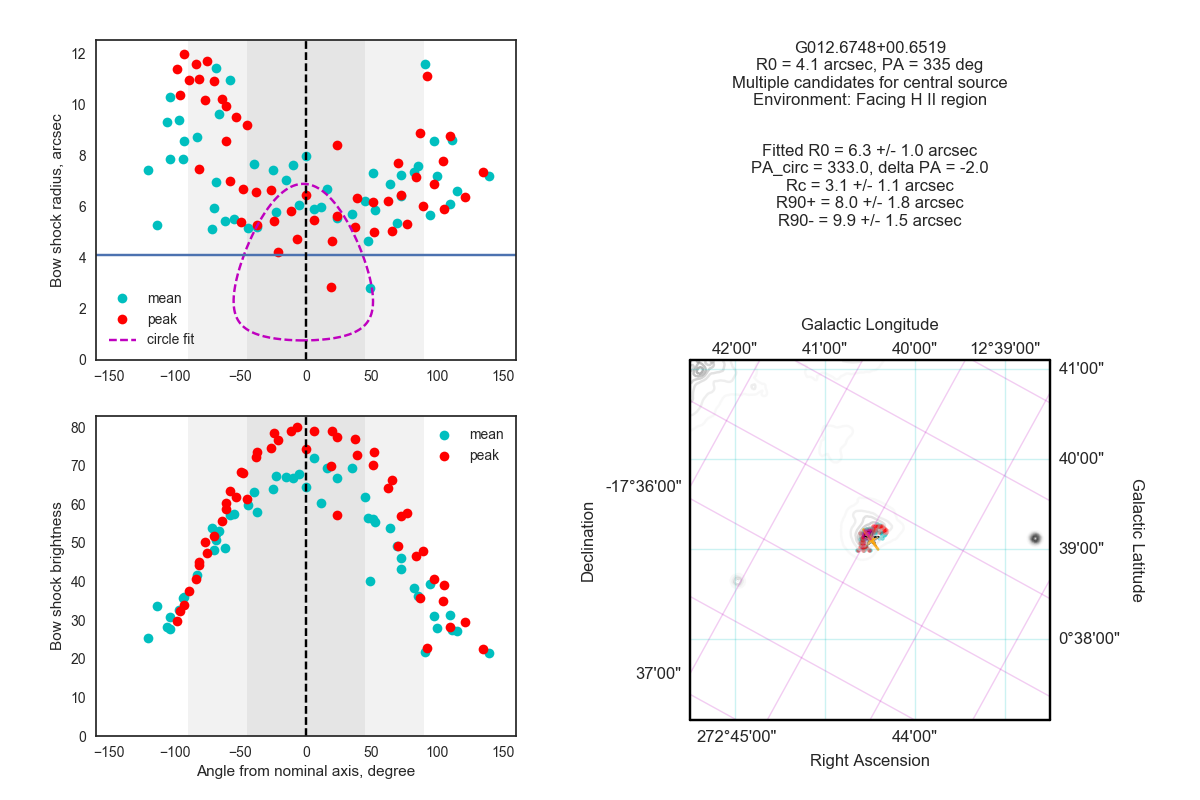 12
10
8
6
4
2
0
Bow shock radius, arcsec
mean
peak
circle fit
−150
−100
−50
0
50
100
150
80
70
60
50
40
30
20
10
0
Bow shock brightness
mean
peak
−150
−100
−50
0
50
100
150
Angle from nominal axis, degree
G012.6748+00.6519
R0 = 4.1 arcsec, PA = 335 deg
Multiple candidates for central source
Environment: Facing H II region
Fitted R0 = 6.3 +/- 1.0 arcsec
PA_circ = 333.0, delta PA = -2.0
Rc = 3.1 +/- 1.1 arcsec
R90+ = 8.0 +/- 1.8 arcsec
R90- = 9.9 +/- 1.5 arcsec
Galactic Longitude
42'00"
41'00"
40'00"
12°39'00"
41'00"
40'00"
39'00"
0°38'00"
Galactic Latitude
-17°36'00"
37'00"
Declination
272°45'00"
44'00"
Right Ascension